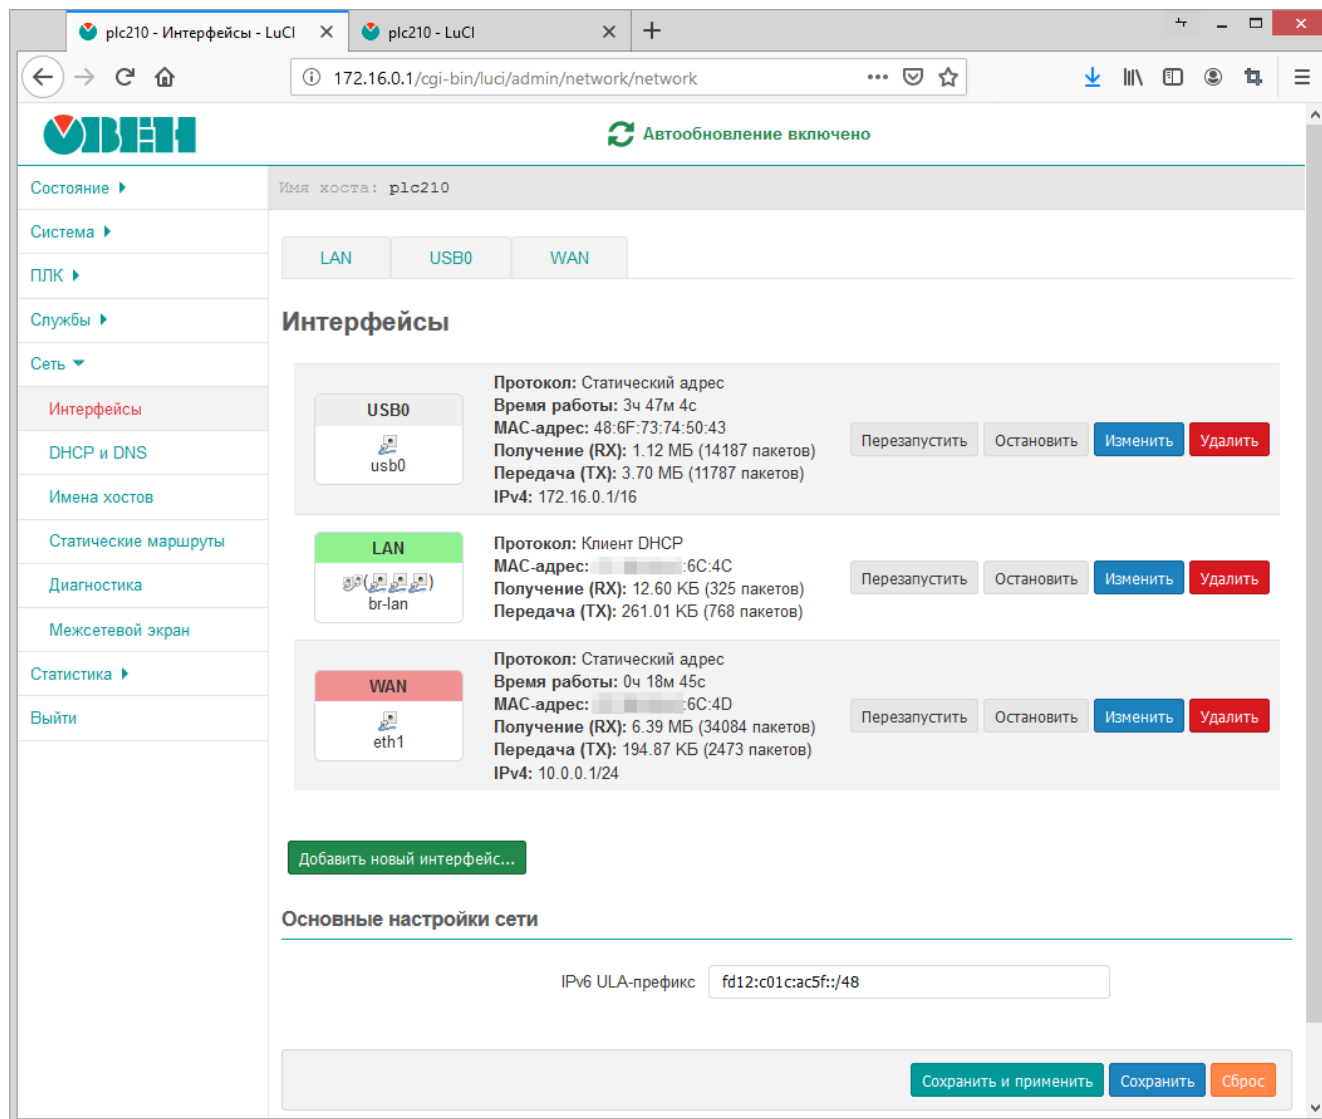 plc210 - Интерфейсы - LuCI
plc210 - LuCI
172.16.0.1/cgi-bin/luci/admin/network/network
ОВЕН
Автообновление включено
Состояние
Имя хоста: plc210
Система
LAN USB0 WAN
ПЛК
Службы
Интерфейсы
Сеть
Интерфейсы
DHCP и DNS
Имена хостов
Статические маршруты
Диагностика
Межсетевой экран
Статистика
Выйти
USB0
usb0
Протокол: Статический адрес
Время работы: 3ч 47м 4с
MAC-адрес: 48:6F:73:74:50:43
Получение (RX): 1.12 МБ (14187 пакетов)
Передача (TX): 3.70 МБ (11787 пакетов)
IPv4: 172.16.0.1/16
Перезапустить Остановить Изменить Удалить
LAN
br-lan
Протокол: Клиент DHCP
MAC-адрес: :6C:4C
Получение (RX): 12.60 КБ (325 пакетов)
Передача (TX): 261.01 КБ (768 пакетов)
Перезапустить Остановить Изменить Удалить
WAN
eth1
Протокол: Статический адрес
Время работы: 0ч 18м 45с
MAC-адрес: :6C:4D
Получение (RX): 6.39 МБ (34084 пакетов)
Передача (TX): 194.87 КБ (2473 пакетов)
IPv4: 10.0.0.1/24
Перезапустить Остановить Изменить Удалить
Добавить новый интерфейс...
Основные настройки сети
IPv6 ULA-префикс fd12:c01c:ac5f::/48
Сохранить и применить Сохранить Сброс